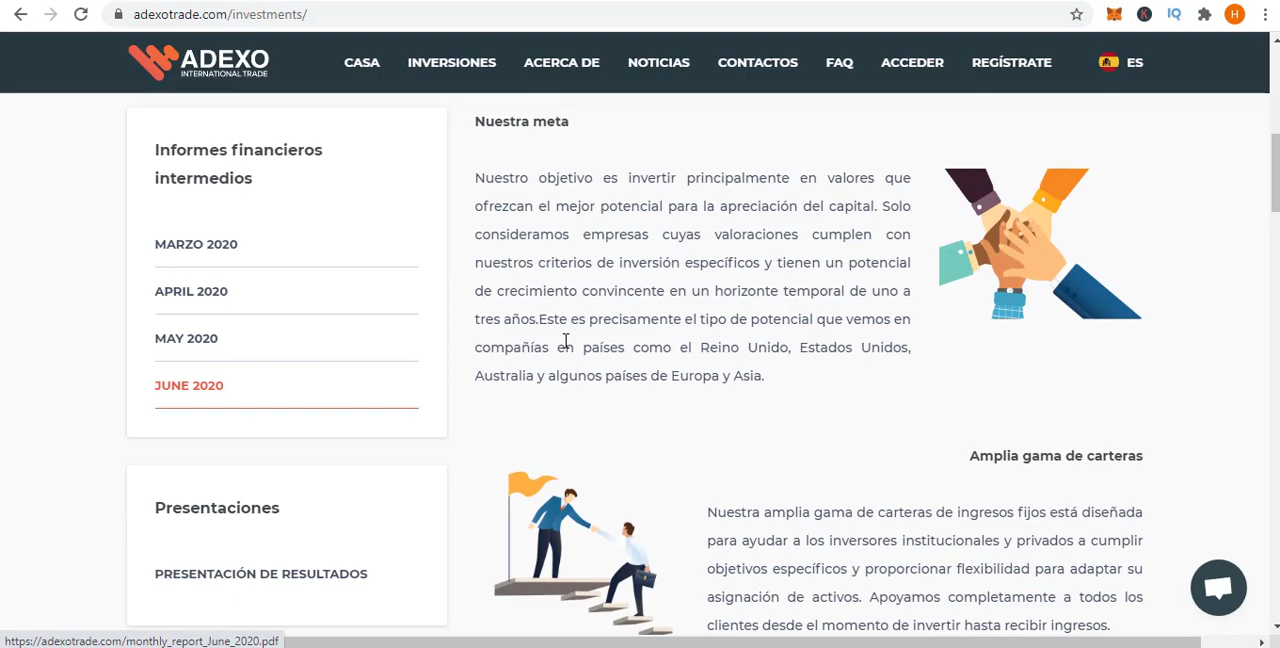 adexotrade.com/investments/
IQ
H
ADEXO
INTERNATIONAL TRADE
CASA
INVERSIONES
ACERCA DE
NOTICIAS
CONTACTOS
FAQ
ACCEDER
REGÍSTRATE
ES
Informes financieros
intermedios
MARZO 2020
APRIL 2020
MAY 2020
JUNE 2020
Presentaciones
PRESENTACIÓN DE RESULTADOS
Nuestra meta
Nuestro objetivo es invertir principalmente en valores que
ofrezcan el mejor potencial para la apreciación del capital. Solo
consideramos empresas cuyas valoraciones cumplen con
nuestros criterios de inversión específicos y tienen un potencial
de crecimiento convincente en un horizonte temporal de uno a
tres años.Este es precisamente el tipo de potencial que vemos en
compañías en países como el Reino Unido, Estados Unidos,
Australia y algunos países de Europa y Asia.
Amplia gama de carteras
Nuestra amplia gama de carteras de ingresos fijos está diseñada
para ayudar a los inversores institucionales y privados a cumplir
objetivos específicos y proporcionar flexibilidad para adaptar su
asignación de activos. Apoyamos completamente a todos los
clientes desde el momento de invertir hasta recibir ingresos.
https://adexotrade.com/monthly_report_June_2020.pdf